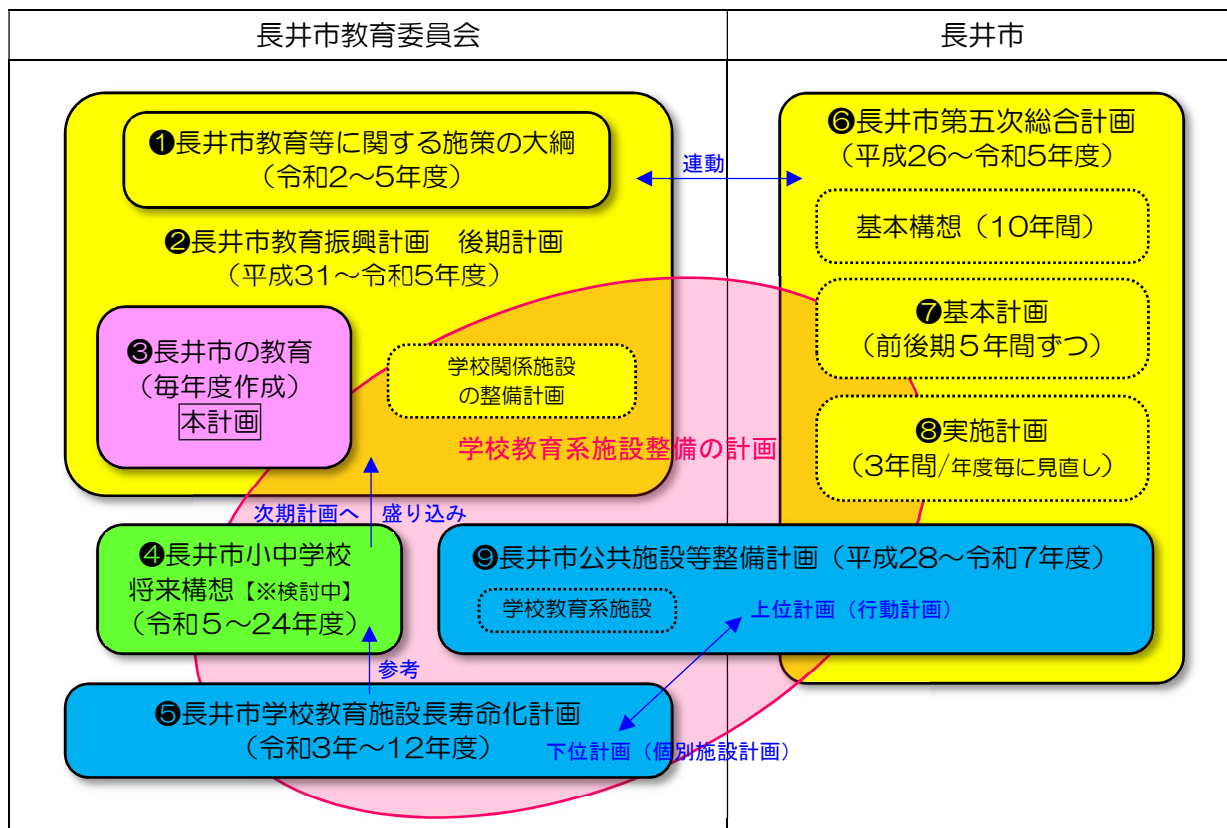 長井市教育委員会
長井市
❶長井市教育等に関する施策の大綱
(令和2～5年度)
❷長井市教育振興計画　後期計画
(平成31～令和5年度)
❸長井市の教育
(毎年度作成)
本計画
学校関係施設
の整備計画
連動
❻長井市第五次総合計画
(平成26～令和5年度)
基本構想（10年間）
❼基本計画
(前後期５年間ずつ)
❽実施計画
(３年間/年度毎に見直し)
学校教育系施設整備の計画
次期計画へ
盛り込み
❹長井市小中学校
将来構想【※検討中】
(令和５～24年度)
❾長井市公共施設等整備計画（平成28～令和7年度）
学校教育系施設
上位計画（行動計画）
参考
❺長井市学校教育施設長寿命化計画
(令和3年～12年度)
下位計画（個別施設計画）